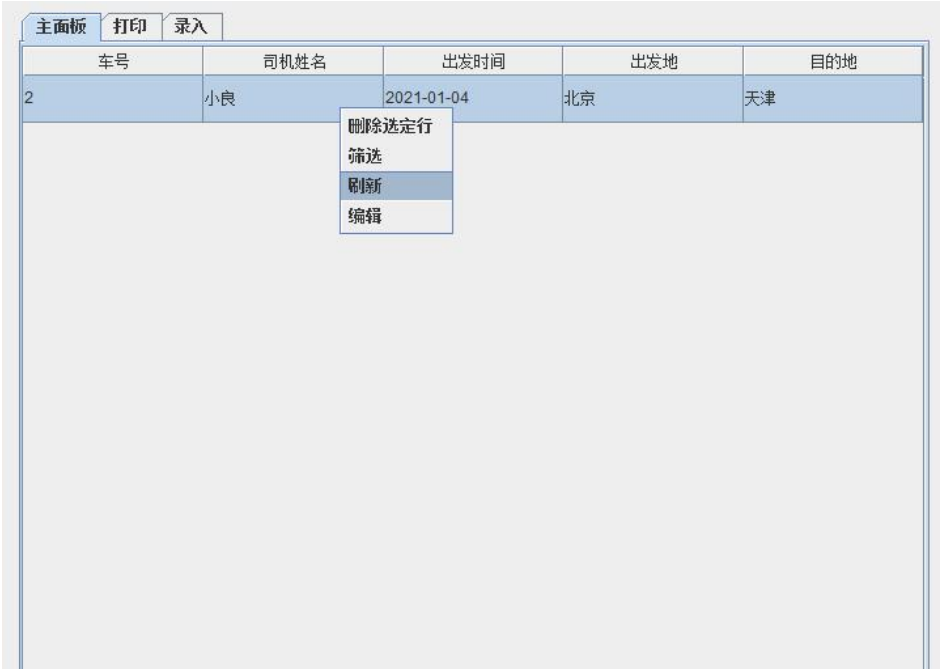 主面板 打印 录入
车号 司机姓名 出发时间 出发地 目的地
2 小良 2021-01-04 北京 天津
删除选定行
筛选
刷新
编辑